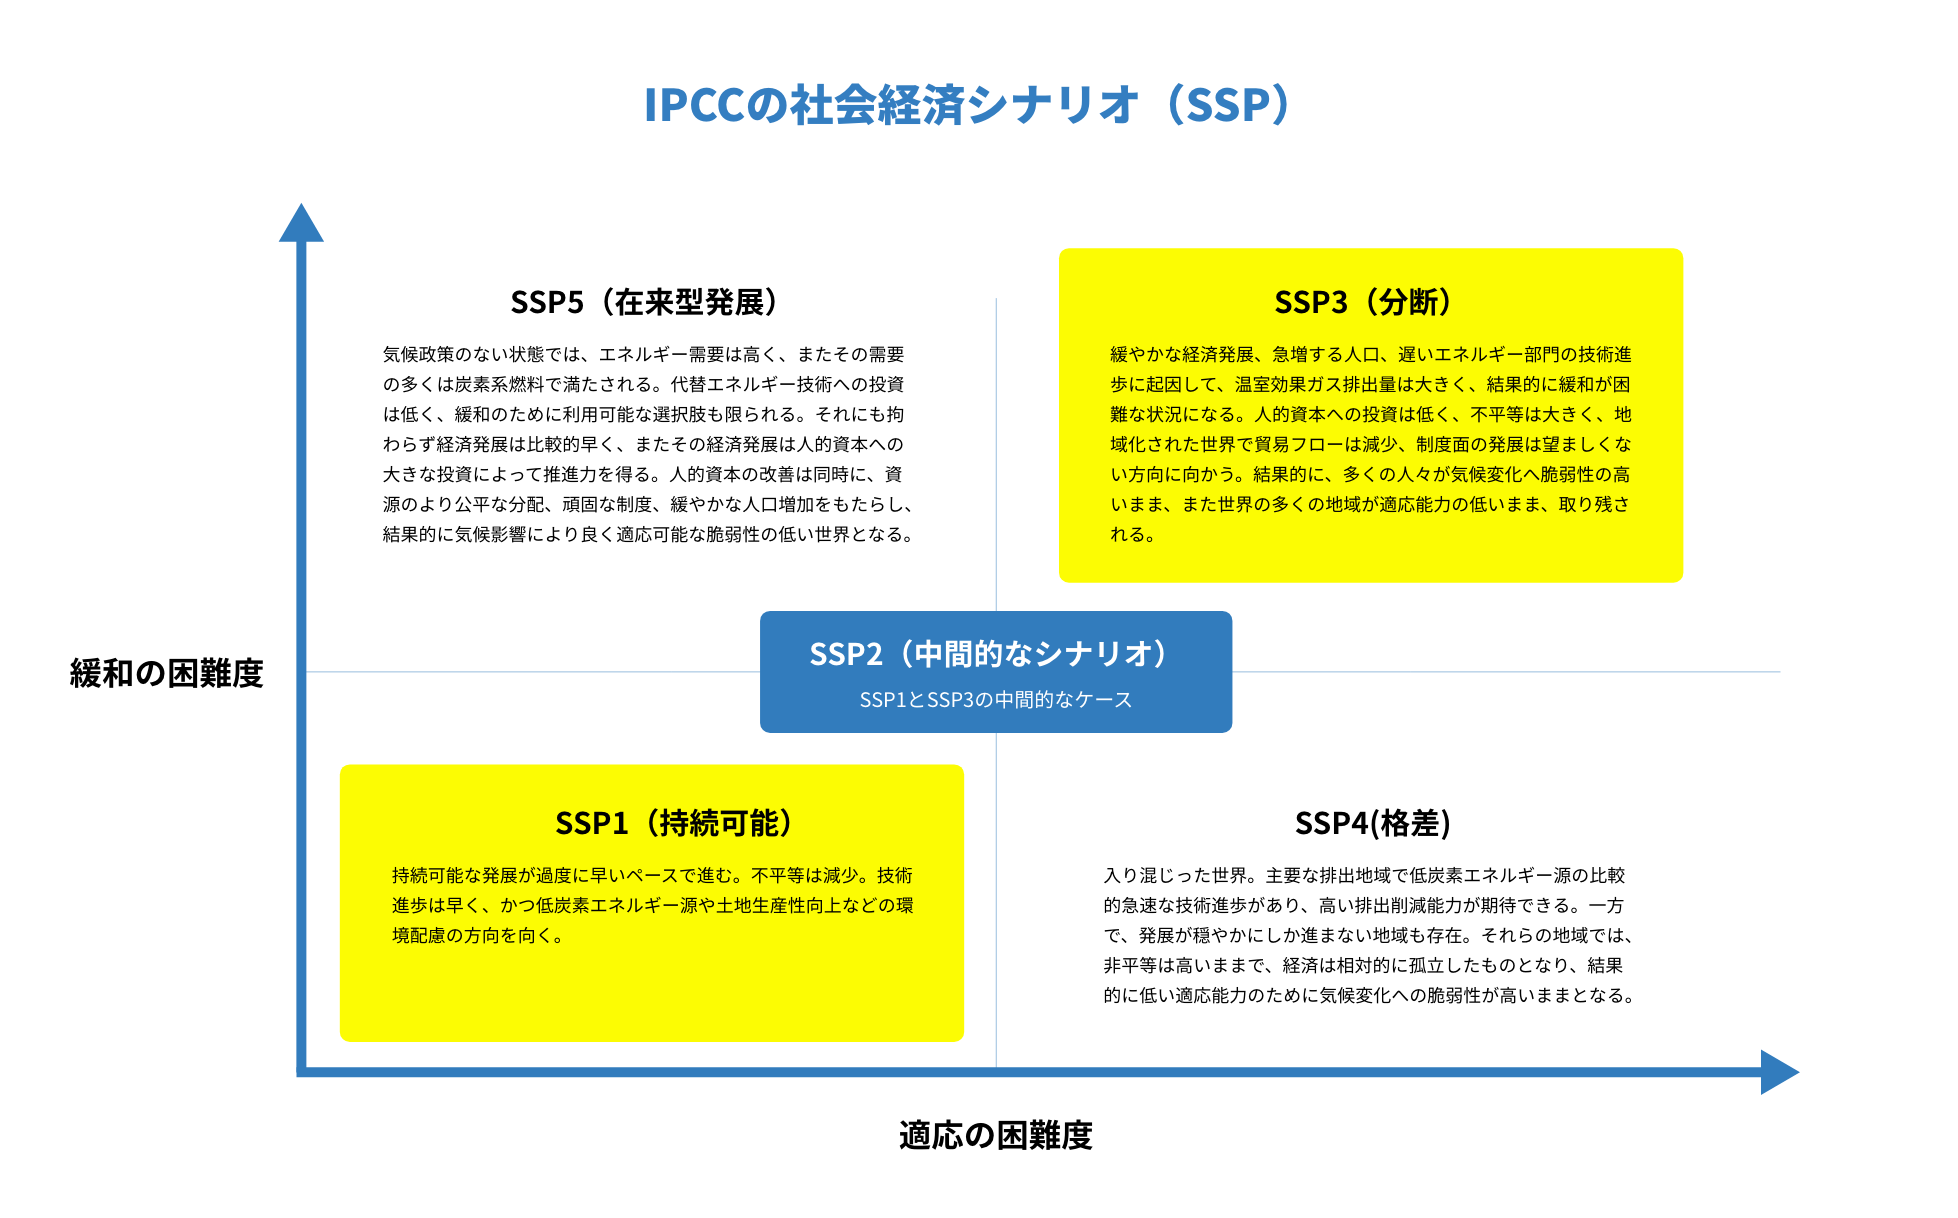 IPCCの社会経済シナリオ（SSP）
SSP5（在来型発展）
気候政策のない状態では、エネルギー需要は高く、またその需要
の多くは炭素系燃料で満たされる。代替エネルギー技術への投資
は低く、緩和のために利用可能な選択肢も限られる。それにも拘
わらず経済発展は比較的早く、またその経済発展は人的資本への
大きな投資によって推進力を得る。人的資本の改善は同時に、資
源のより公平な分配、頑固な制度、緩やかな人口増加をもたらし、
結果的に気候影響により良く適応可能な脆弱性の低い世界となる。
SSP3（分断）
緩やかな経済発展、急増する人口、遅いエネルギー部門の技術進
歩に起因して、温室効果ガス排出量は大きく、結果的に緩和が困
難な状況になる。人的資本への投資は低く、不平等は大きく、地
域化された世界で貿易フローは減少、制度面の発展は望ましくな
い方向に向かう。結果的に、多くの人々が気候変化へ脆弱性の高
いまま、また世界の多くの地域が適応能力の低いまま、取り残さ
れる。
緩和の困難度
SSP2（中間的なシナリオ）
SSP1とSSP3の中間的なケース
SSP1（持続可能）
持続可能な発展が過度に早いペースで進む。不平等は減少。技術
進歩は早く、かつ低炭素エネルギー源や土地生産性向上などの環
境配慮の方向を向く。
SSP4(格差)
入り混じった世界。主要な排出地域で低炭素エネルギー源の比較
的急速な技術進歩があり、高い排出削減能力が期待できる。一方
で、発展が穏やかにしか進まない地域も存在。それらの地域では、
非平等は高いままで、経済は相対的に孤立したものとなり、結果
的に低い適応能力のために気候変化への脆弱性が高いままとなる。
適応の困難度